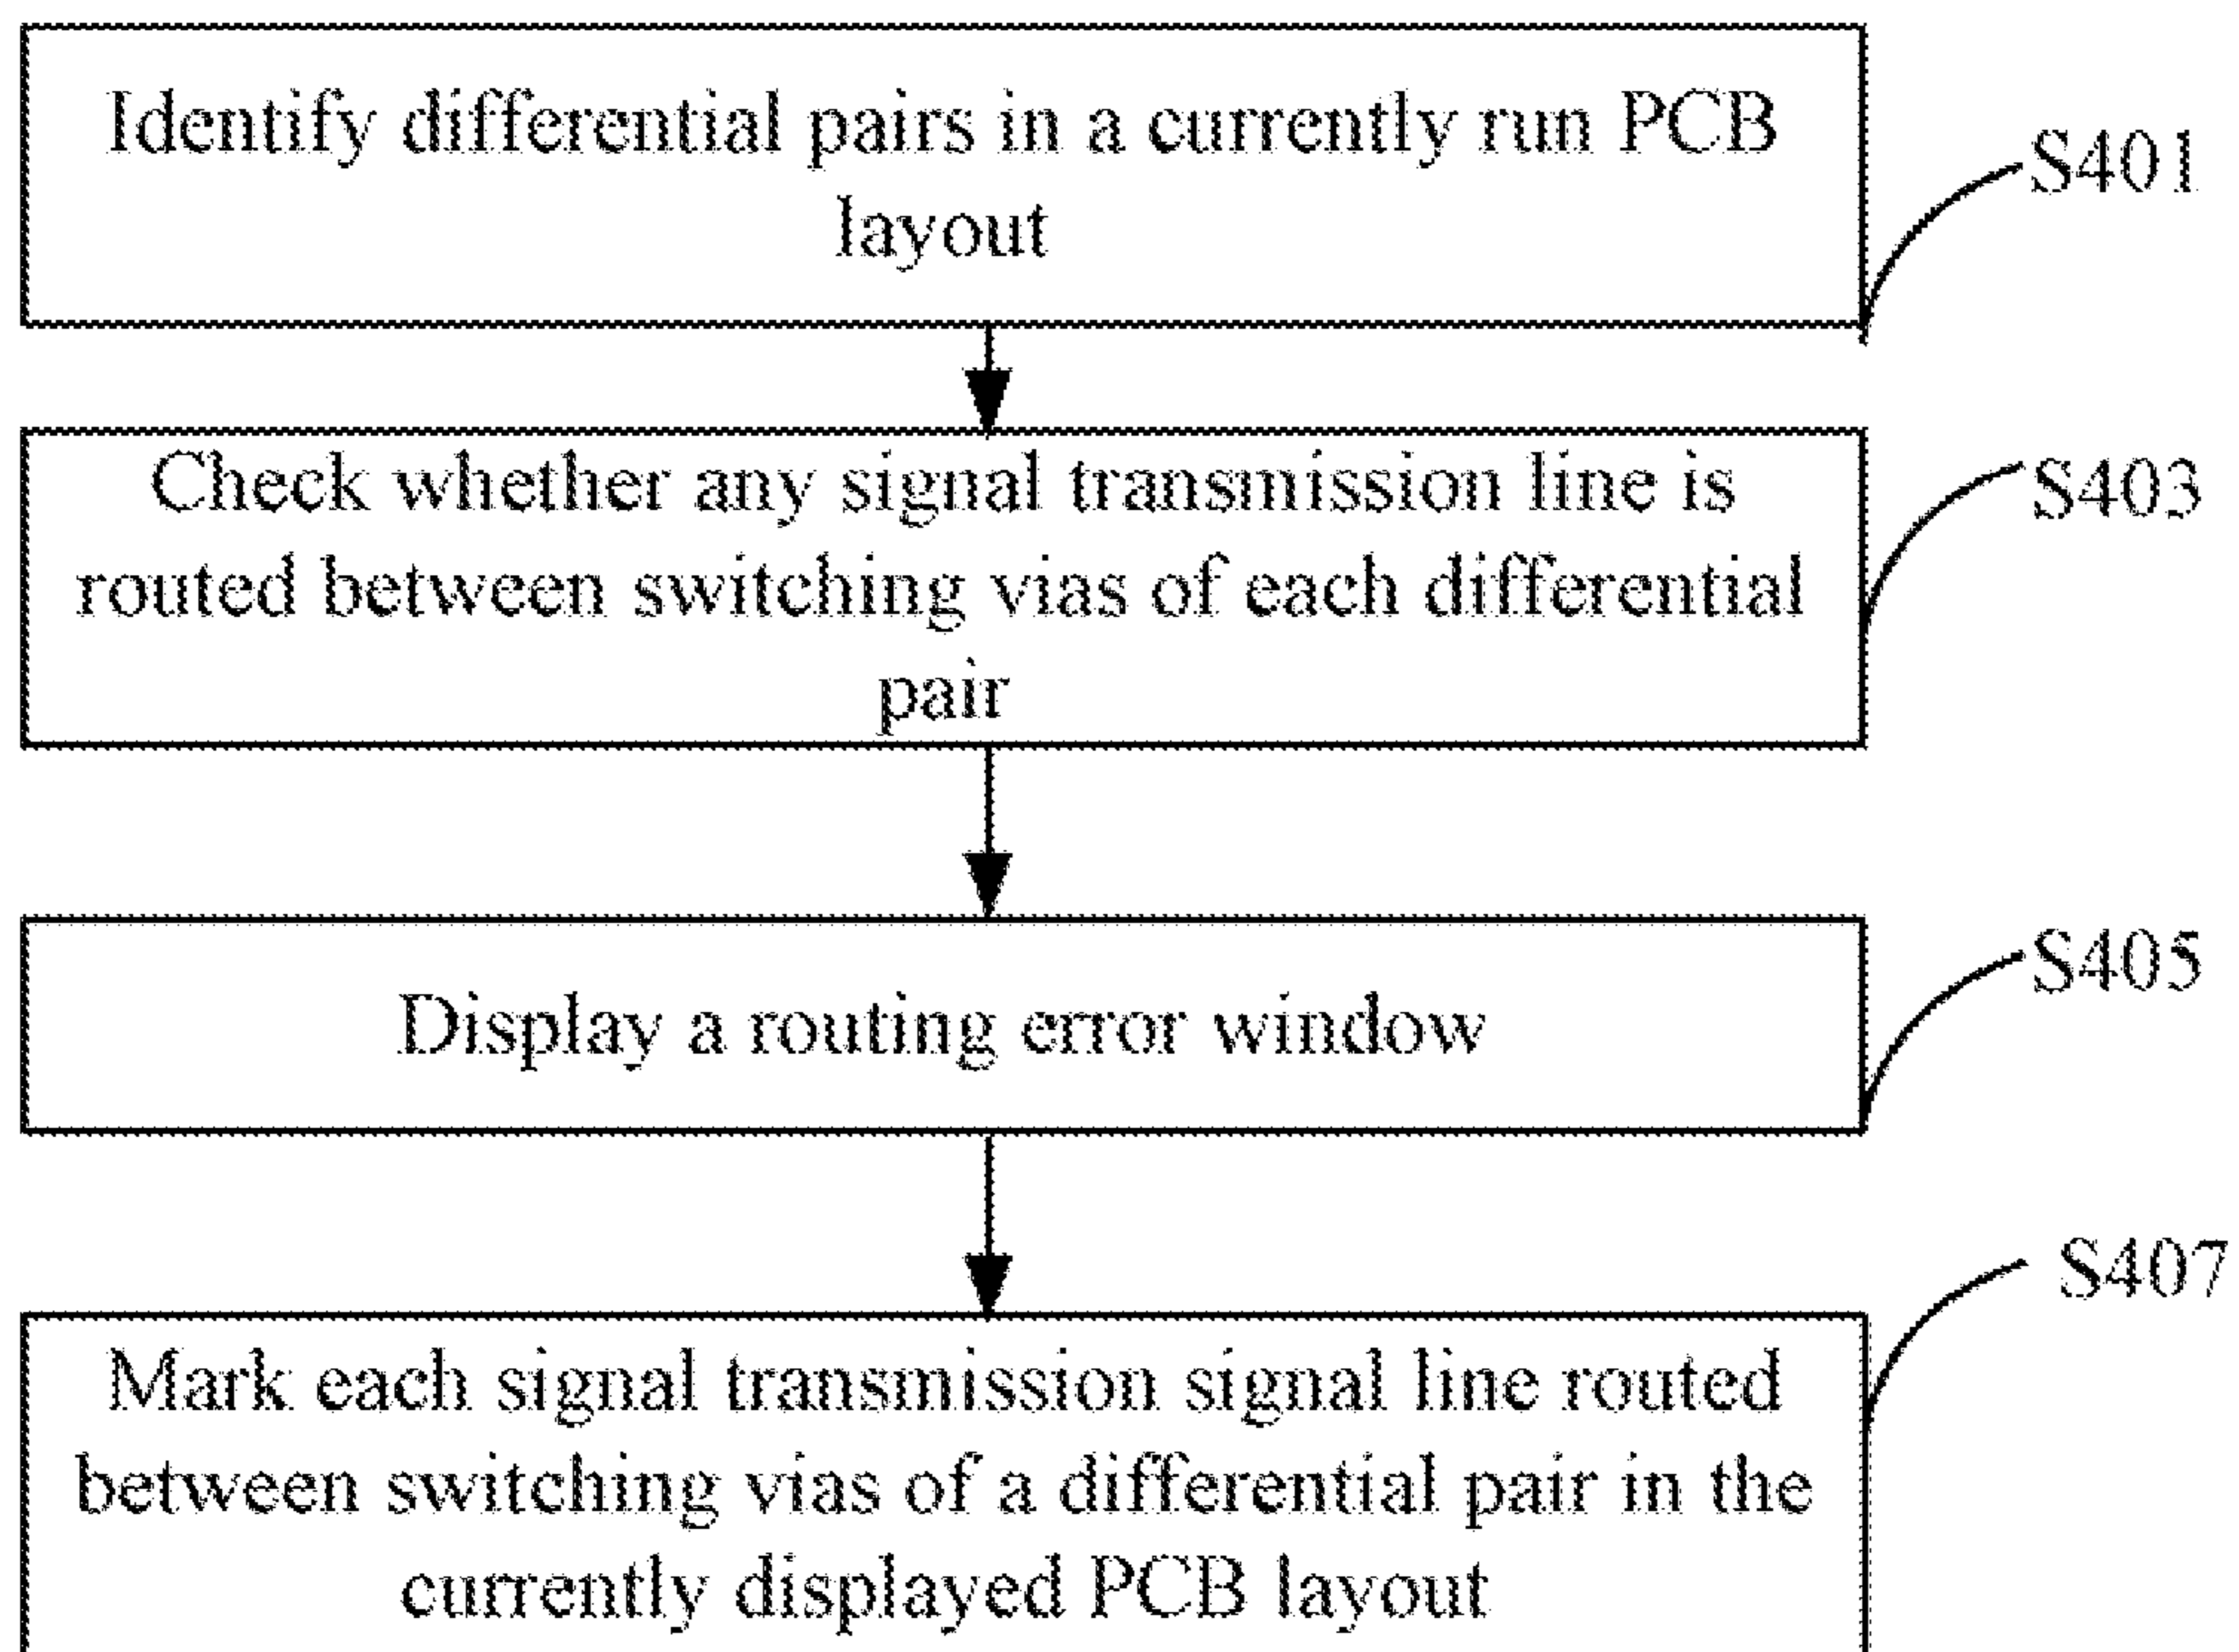 Identify differential pairs in a currently run PCB
layout
S401
Check whether any signal transmission line is
routed between switching vias of each differential
pair
S403
Display a routing error window
S405
Mark each signal transmission signal line routed
between switching vias of a differential pair in the
currently displayed PCB layout
S407